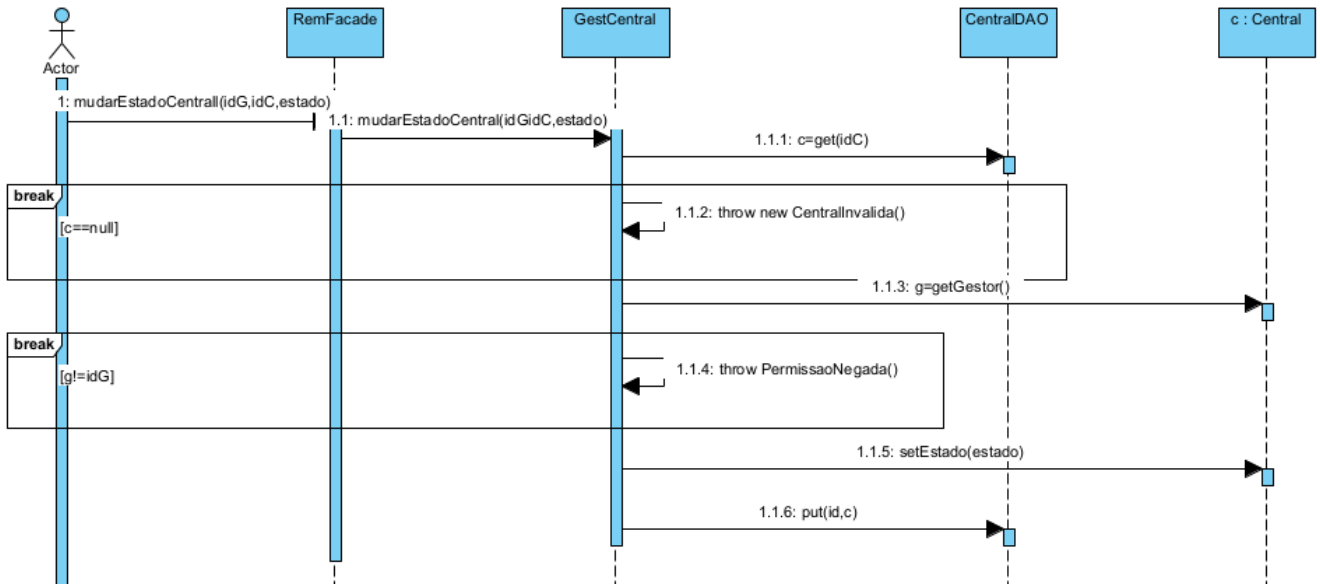 RemFacade
GestCentral
CentralDAO
c : Central
Actor
1: mudarEstadoCentrall(idG,idC,estado)
1.1: mudarEstadoCentral(idGidC,estado)
1.1.1: c=get(idC)
break
[c==null]
1.1.2: throw new CentralInvalida()
1.1.3: g=getGestor()
break
[g!=idG]
1.1.4: throw PermissaoNegada()
1.1.5: setEstado(estado)
1.1.6: put(id,c)